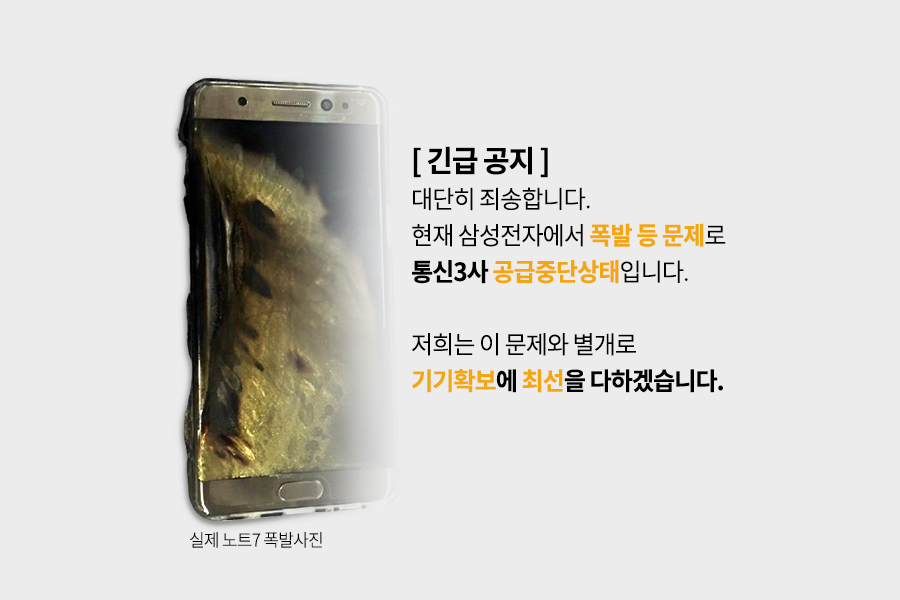 [ 긴급 공지 ]
대단히 죄송합니다.
현재 삼성전자에서 폭발 등 문제로
통신3사 공급중단상태입니다.
저희는 이 문제와 별개로
기기확보에 최선을 다하겠습니다.
실제 노트7 폭발사진